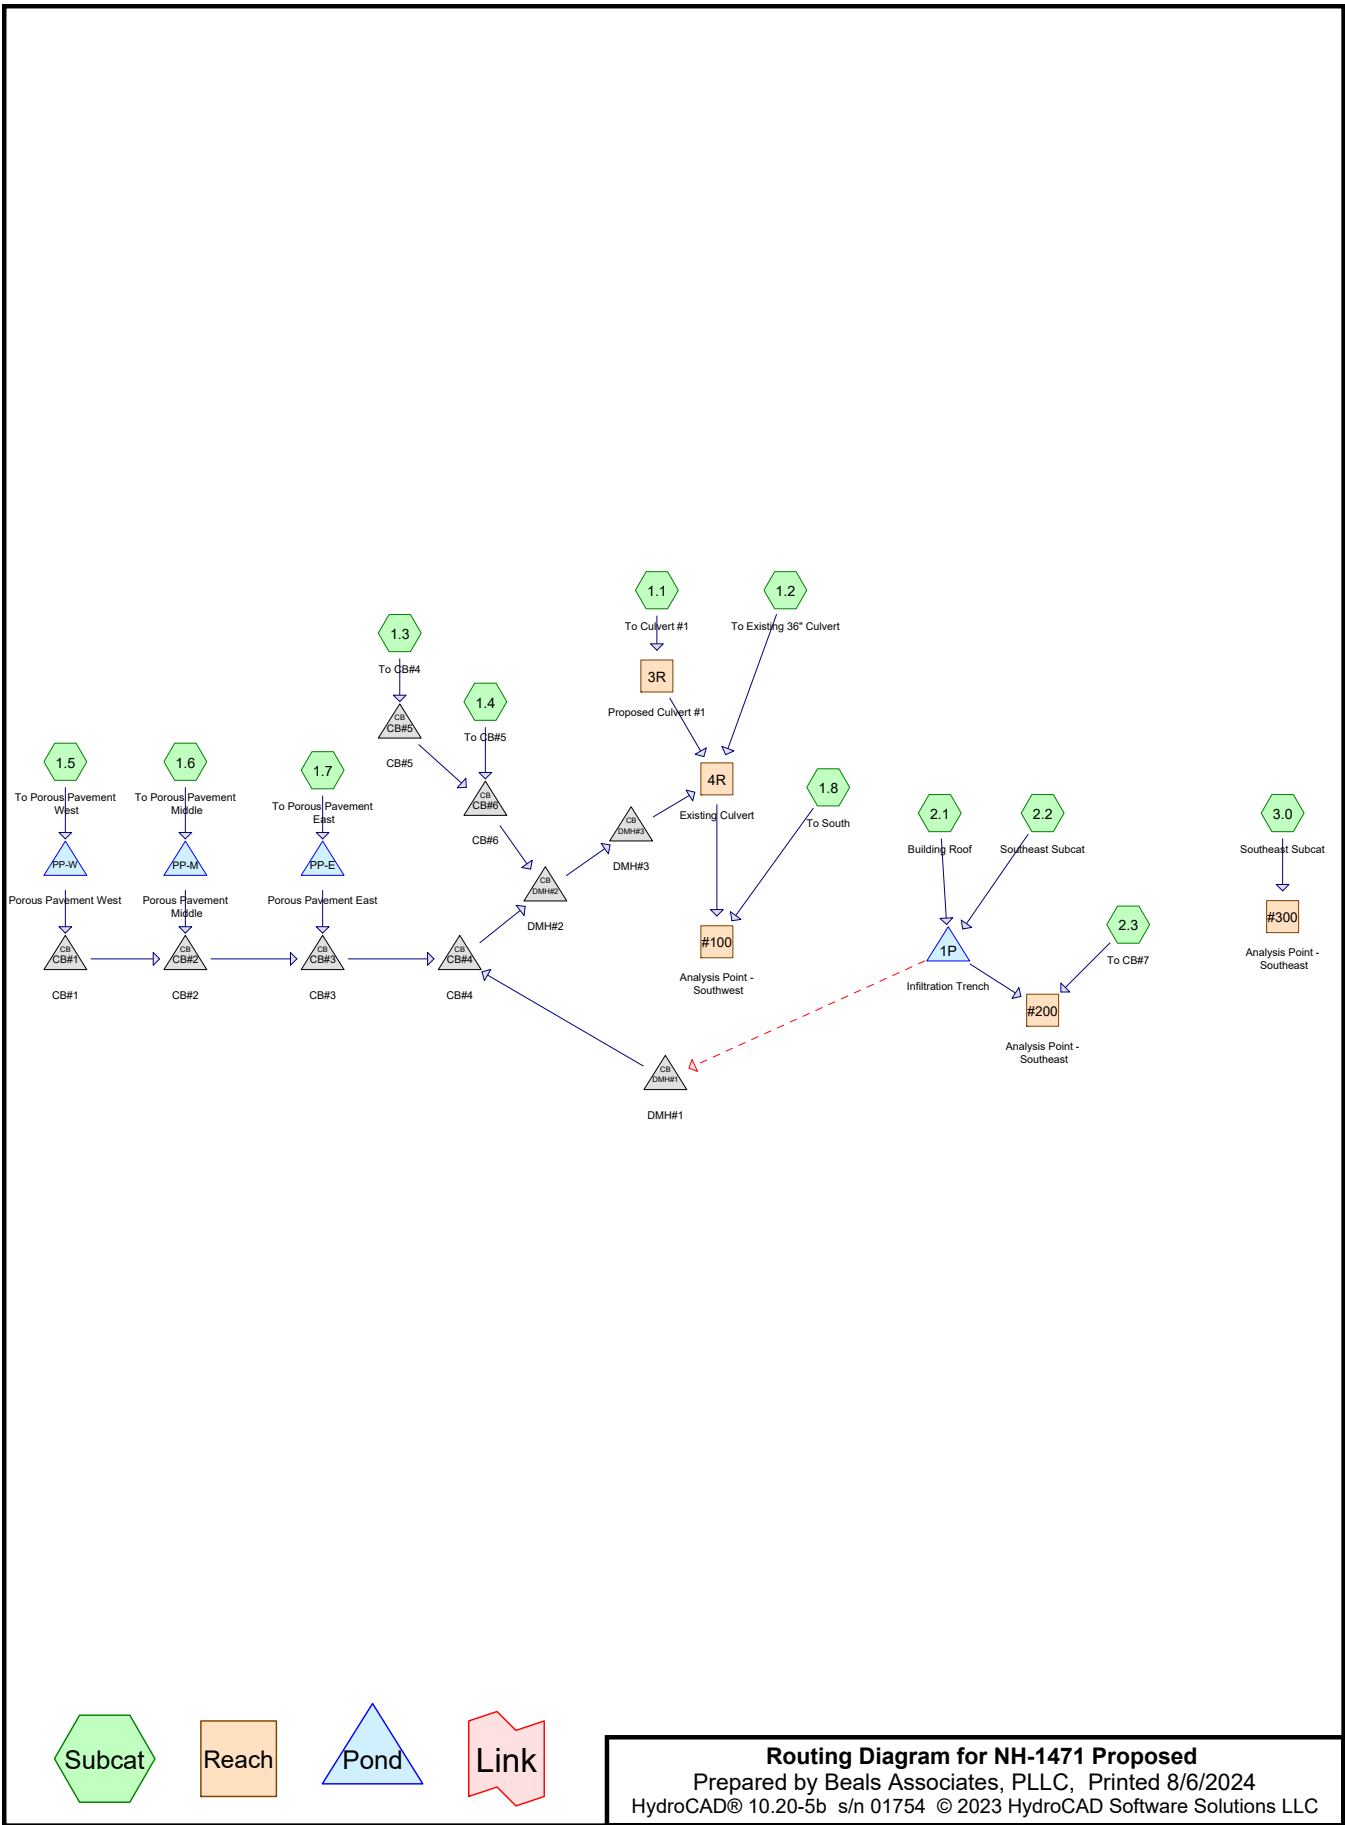 1.1
To Culvert #1
1.2
To Existing 36" Culvert
1.3
To CB#4
3R
Proposed Culvert #1
1.4
To CB#5
CB
CB#5
CB#5
1.5
To Porous Pavement
West
1.6
To Porous Pavement
Middle
1.7
To Porous Pavement
East
CB
CB#6
CB#6
4R
Existing Culvert
1.8
To South
2.1
Building Roof
2.2
Southeast Subcat
3.0
Southeast Subcat
CB
DMH#3
DMH#3
PP-W
Porous Pavement West
PP-M
Porous Pavement
Middle
PP-E
Porous Pavement East
CB
DMH#2
DMH#2
#300
Analysis Point -
Southeast
2.3
To CB#7
CB
CB#1
CB#1
CB
CB#2
CB#2
CB
CB#3
CB#3
CB
CB#4
CB#4
#100
Analysis Point -
Southwest
1P
Infiltration Trench
#200
Analysis Point -
Southeast
CB
DMH#1
DMH#1
Subcat
Reach
Pond
Link
Routing Diagram for NH-1471 Proposed
Prepared by Beals Associates, PLLC, Printed 8/6/2024
HydroCAD® 10.20-5b s/n 01754 © 2023 HydroCAD Software Solutions LLC